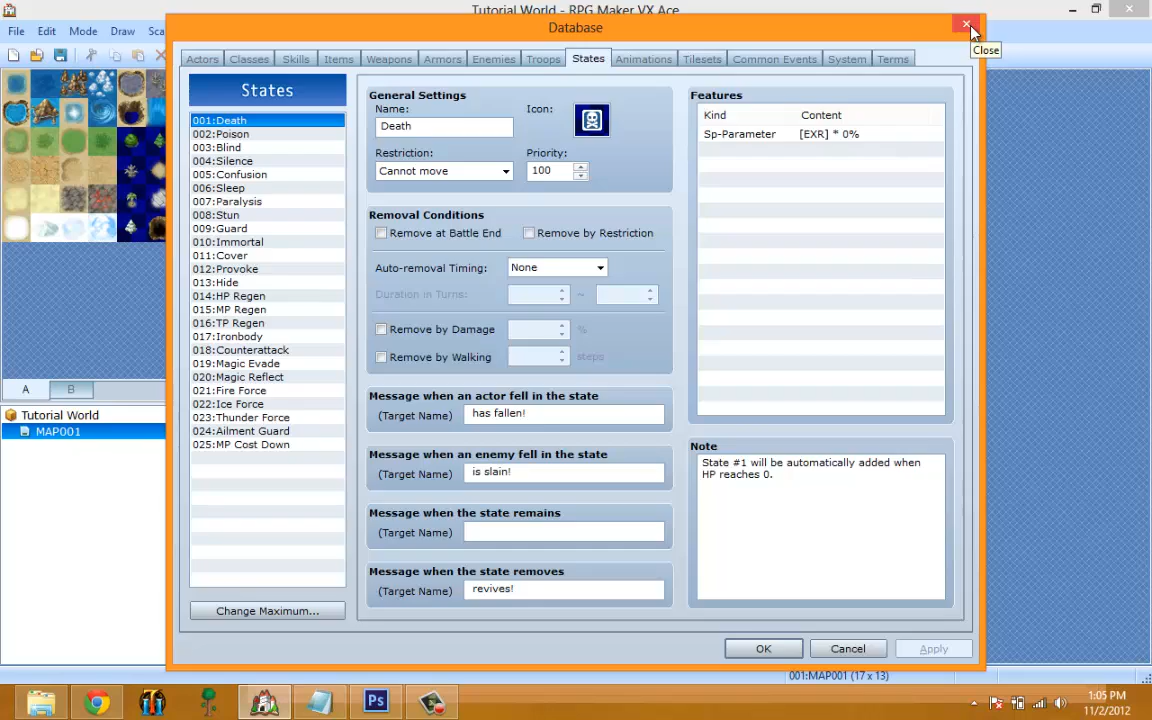 Tutorial World - RPG Maker VX Ace
Database
File Edit Mode Draw Sca
Close
Actors Classes Skills Items Weapons Armors Enemies Troops States Animations Tilesets Common Events System Terms
States
001:Death
002:Poison
003:Blind
004:Silence
005:Confusion
006:Sleep
007:Paralysis
008:Stun
009:Guard
010:Immortal
011:Cover
012:Provoke
013:Hide
014:HP Regen
015:MP Regen
016:TP Regen
017:Ironbody
018:Counterattack
019:Magic Evade
020:Magic Reflect
021:Fire Force
022:Ice Force
023:Thunder Force
024:Ailment Guard
025:MP Cost Down
Change Maximum...
General Settings
Name: Icon:
Death
Restriction: Priority:
Cannot move 100
Removal Conditions
Remove at Battle End Remove by Restriction
Auto-removal Timing: None
Duration in Turns: ~
Remove by Damage %
Remove by Walking steps
Message when an actor fell in the state
(Target Name) has fallen!
Message when an enemy fell in the state
(Target Name) is slain!
Message when the state remains
(Target Name)
Message when the state removes
(Target Name) revives!
Features
Kind Content
Sp-Parameter [EXR] * 0%
Note
State #1 will be automatically added when
HP reaches 0.
OK Cancel Apply
A B
Tutorial World
MAP001
001:MAP001 (17 x 13)
Ps
1:05 PM
11/2/2012